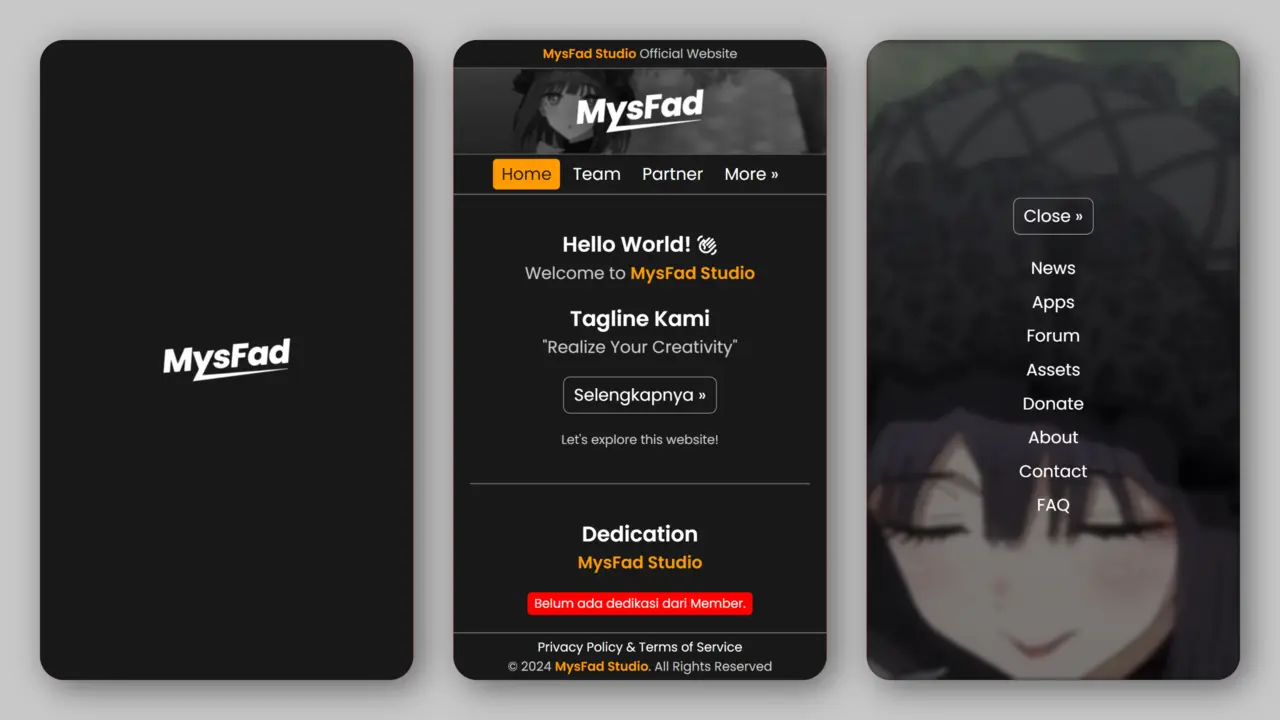 MysFad
MysFad Studio Official Website
MysFad
Home Team Partner More »
Hello World!
Welcome to MysFad Studio
Tagline Kami
"Realize Your Creativity"
Selengkapnya »
Let's explore this website!
Dedication
MysFad Studio
Belum ada dedikasi dari Member.
Privacy Policy & Terms of Service
© 2024 MysFad Studio. All Rights Reserved
Close »
News
Apps
Forum
Assets
Donate
About
Contact
FAQ